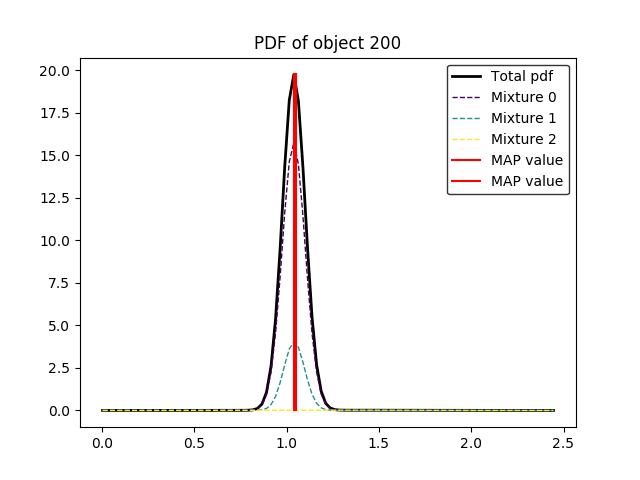 PDF of object 200
20.0
17.5
15.0
12.5
10.0
7.5
5.0
2.5
0.0
Total pdf
Mixture 0
Mixture 1
Mixture 2
MAP value
MAP value
0.0 0.5 1.0 1.5 2.0 2.5